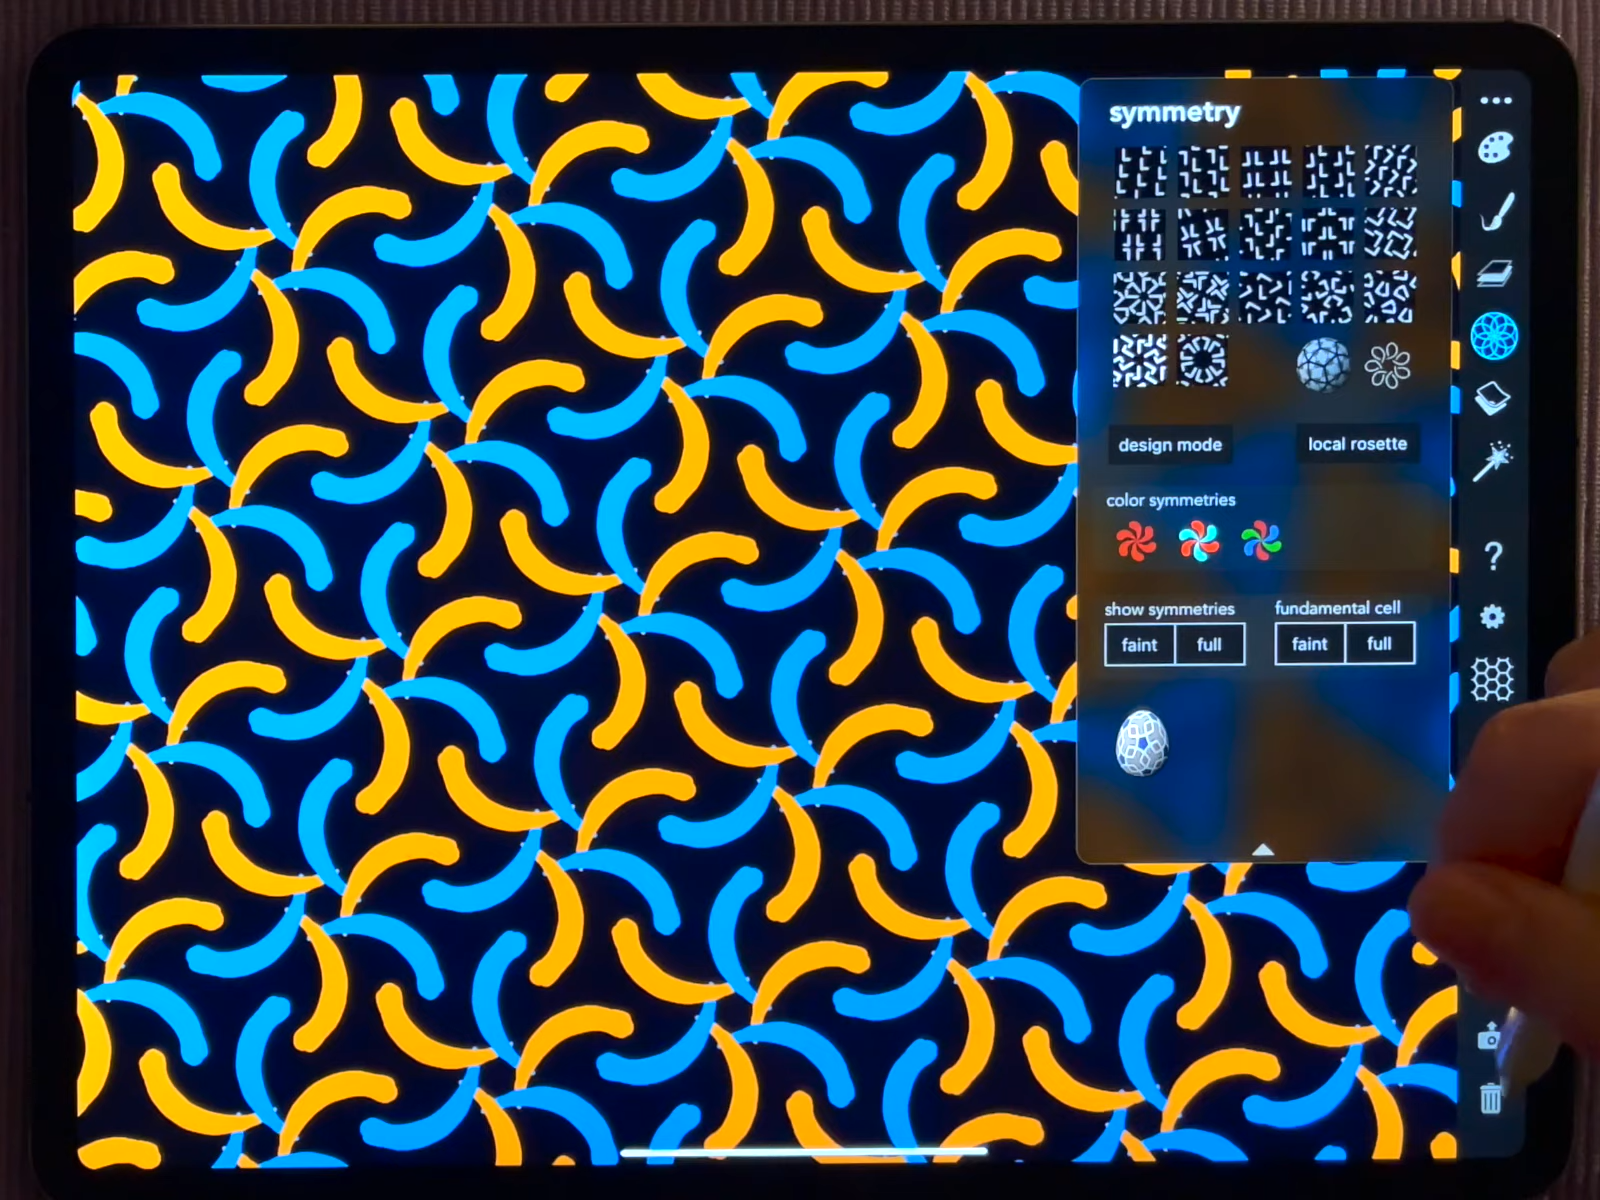 symmetry
design mode
local rosette
color symmetries
show symmetries
fundamental cell
faint
full
faint
full
?